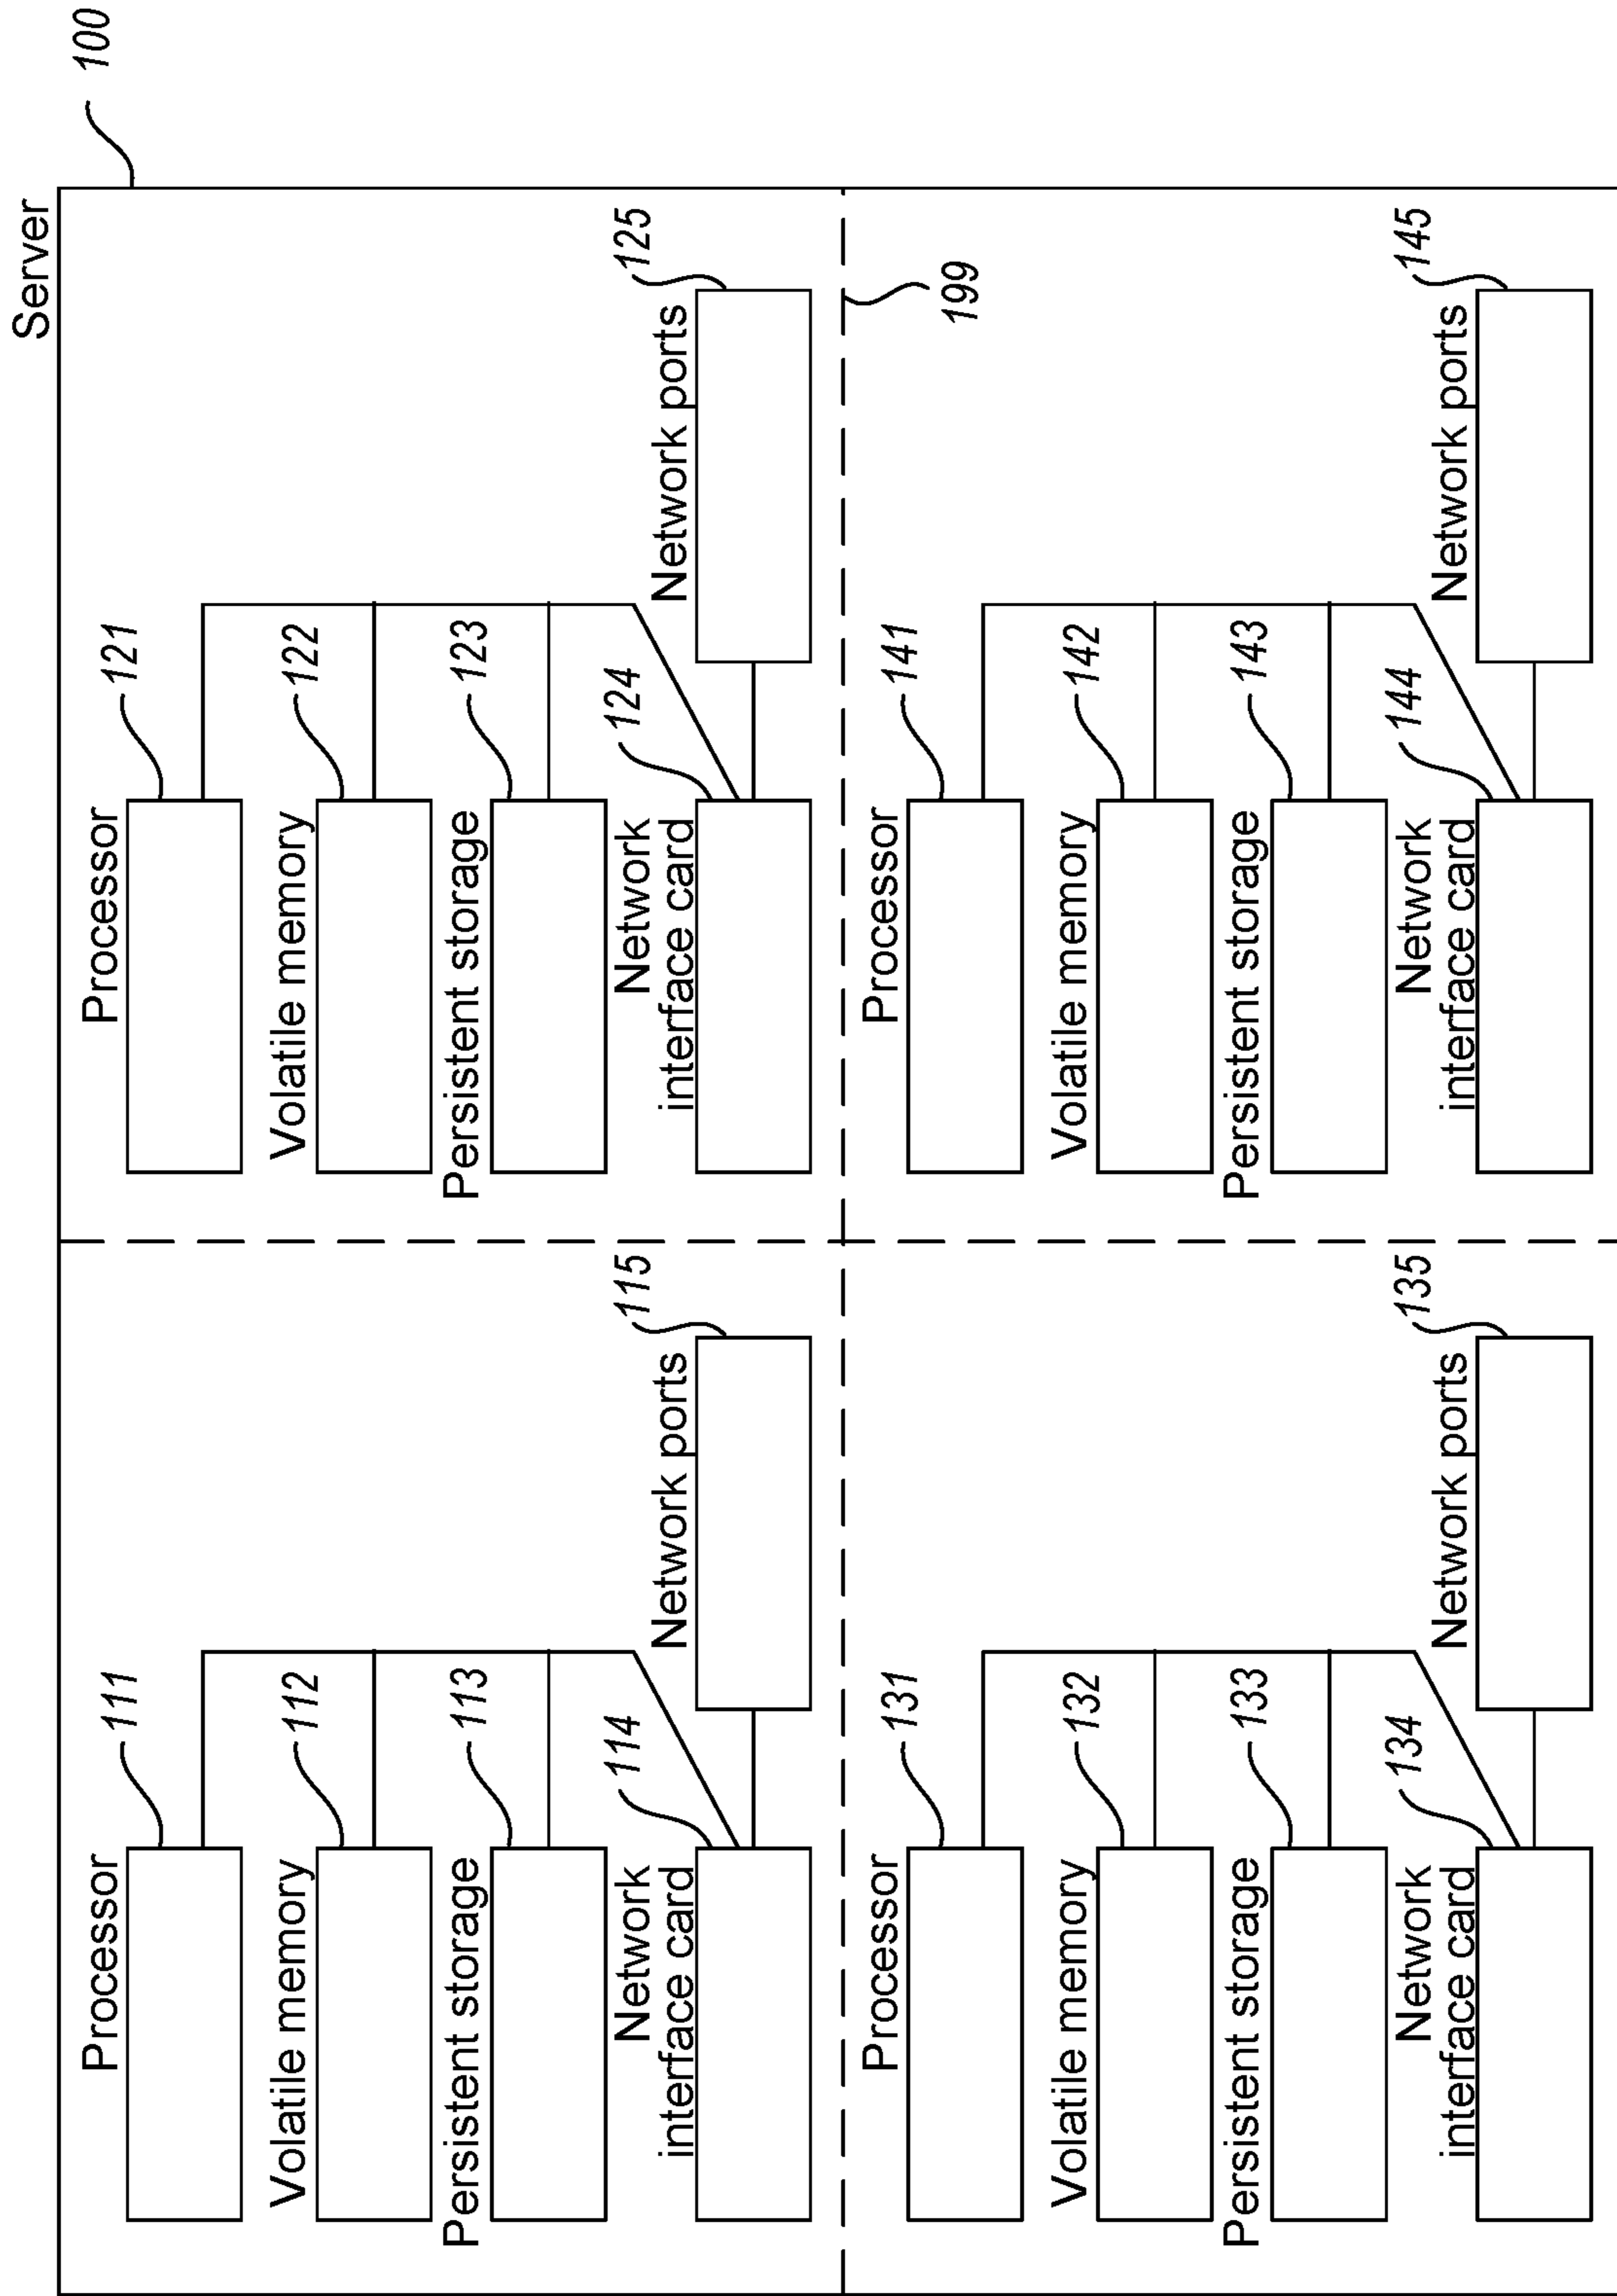 Server
100
Processor
111
Volatile memory
112
Persistent storage
113
Network
interface card
114
Network ports
115
Processor
121
Volatile memory
122
Persistent storage
123
Network
interface card
124
Network ports
125
199
Processor
131
Volatile memory
132
Persistent storage
133
Network
interface card
134
Network ports
135
Processor
141
Volatile memory
142
Persistent storage
143
Network
interface card
144
Network ports
145